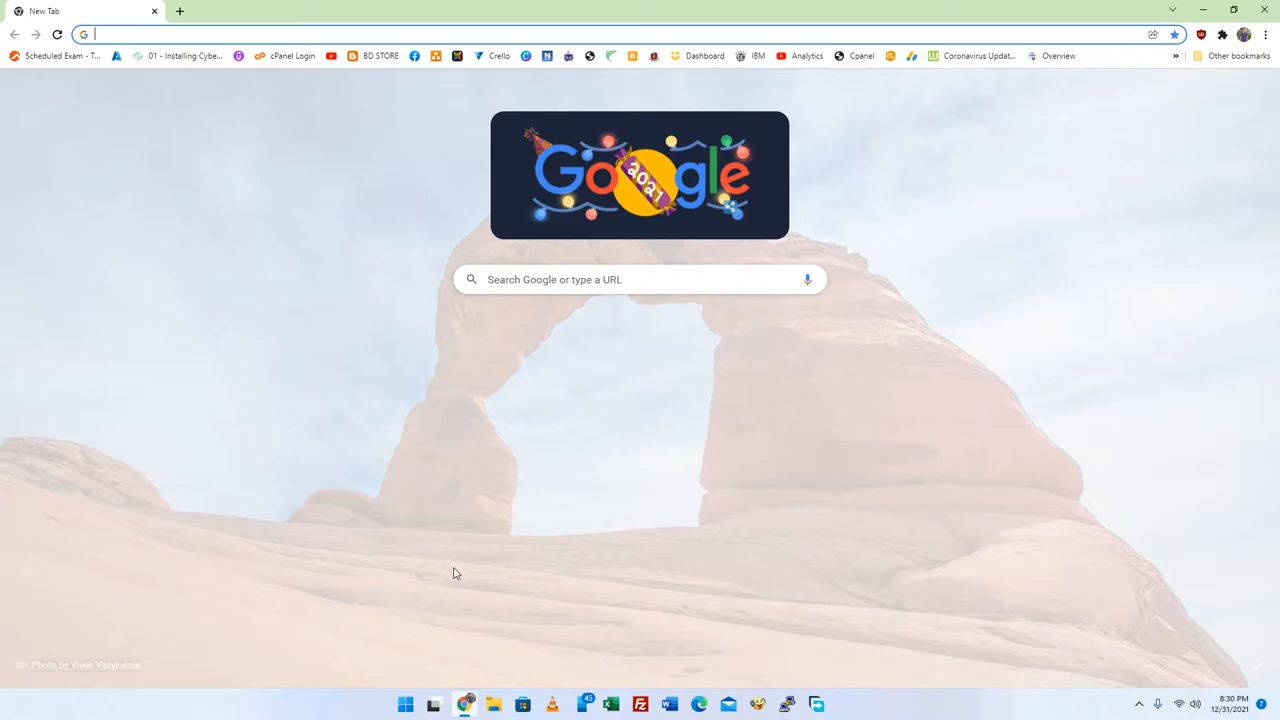 New Tab
Scheduled Exam - T...
01 - Installing Cybe...
cPanel Login
BD STORE
Crello
Dashboard
IBM
Analytics
Cpanel
Coronavirus Updat...
Overview
»
Other bookmarks
Google
2021
Search Google or type a URL
Photo by Vivek Vijaykumar
45
8:30 PM
12/31/2021
7